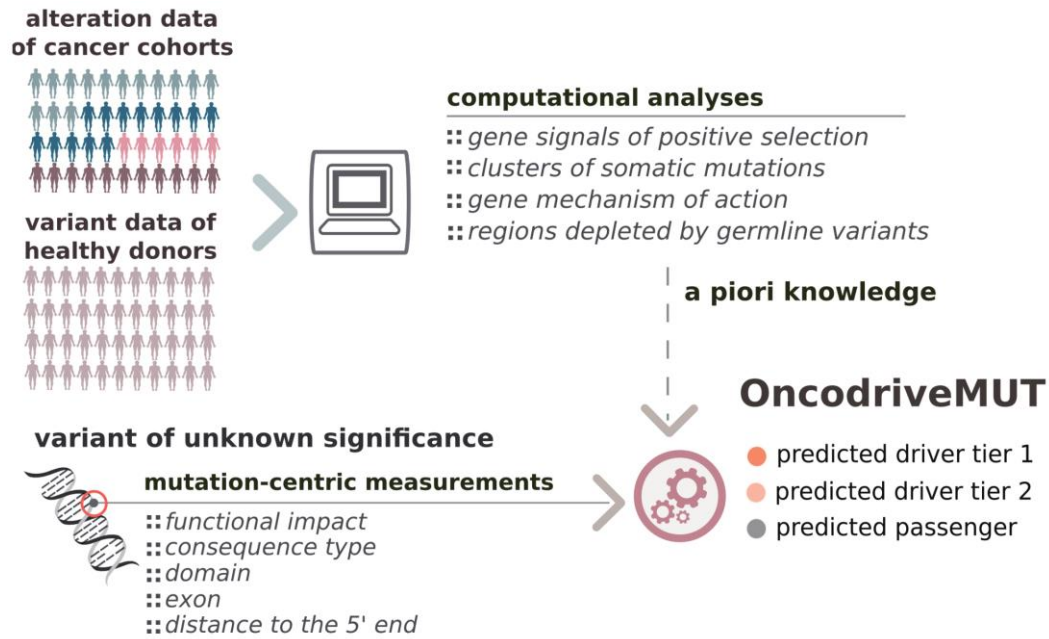 alteration data
of cancer cohorts
variant data of
healthy donors
computational analyses
:: gene signals of positive selection
:: clusters of somatic mutations
:: gene mechanism of action
:: regions depleted by germline variants
a piori knowledge
OncodriveMUT
predicted driver tier 1
predicted driver tier 2
predicted passenger
variant of unknown significance
mutation-centric measurements
:: functional impact
:: consequence type
:: domain
:: exon
:: distance to the 5' end